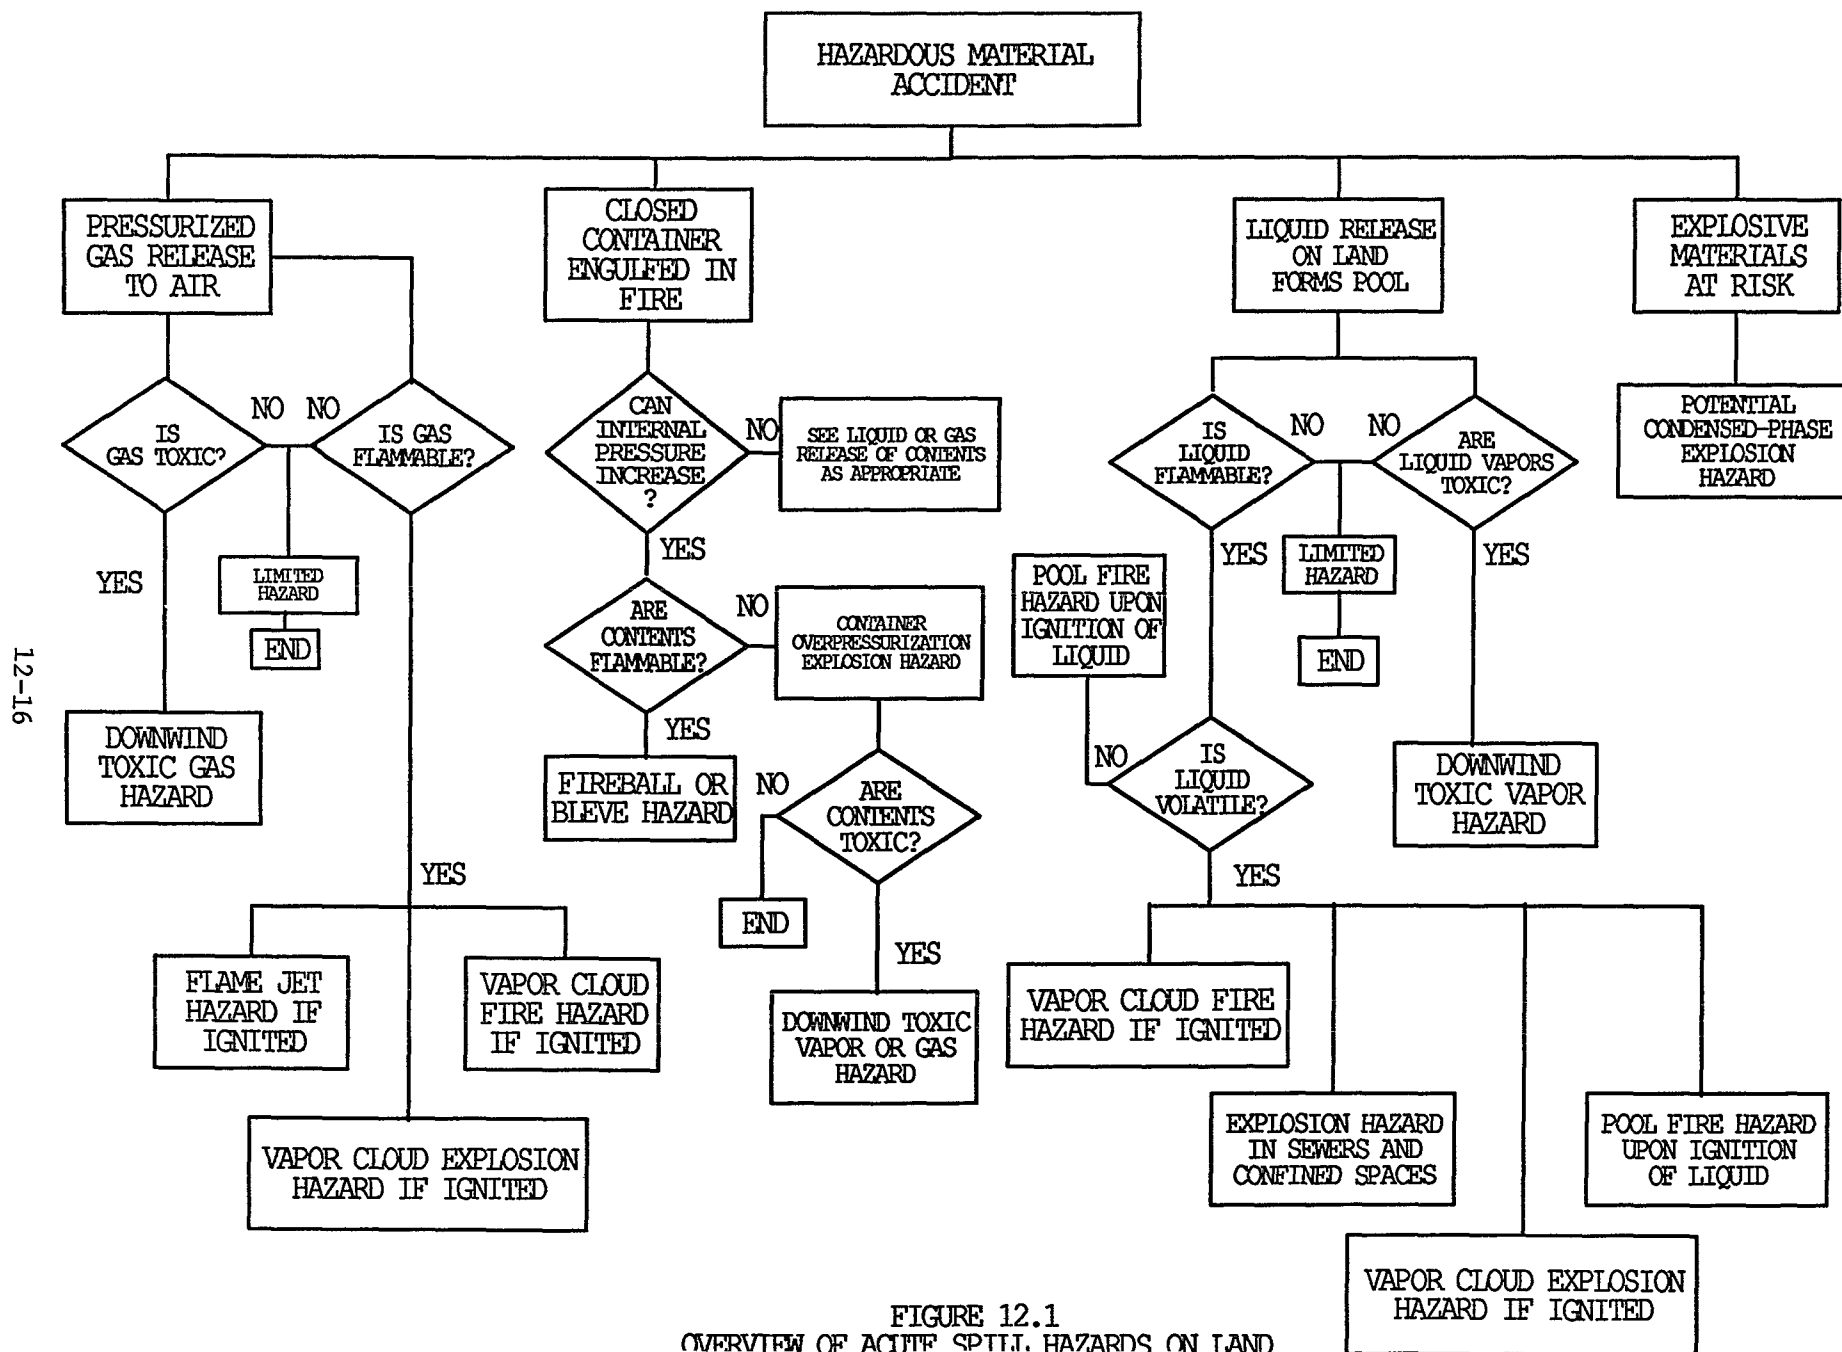 HAZARDOUS MATERIAL
ACCIDENT
PRESSURIZED
GAS RELEASE
TO AIR
CLOSED
CONTAINER
ENGULFED IN
FIRE
LIQUID RELEASE
ON LAND
FORMS POOL
EXPLOSIVE
MATERIALS
AT RISK
IS
GAS TOXIC?
NO
NO
IS GAS
FLAMMABLE?
YES
LIMITED
HAZARD
END
DOWNWIND
TOXIC GAS
HAZARD
YES
FLAME JET
HAZARD IF
IGNITED
VAPOR CLOUD
FIRE HAZARD
IF IGNITED
VAPOR CLOUD EXPLOSION
HAZARD IF IGNITED
CAN
INTERNAL
PRESSURE
INCREASE
?
NO
SEE LIQUID OR GAS
RELEASE OF CONTENTS
AS APPROPRIATE
YES
ARE
CONTENTS
FLAMMABLE?
NO
CONTAINER
OVERPRESSURIZATION
EXPLOSION HAZARD
YES
FIREBALL OR
BLEVE HAZARD
NO
ARE
CONTENTS
TOXIC?
END
YES
DOWNWIND TOXIC
VAPOR OR GAS
HAZARD
IS
LIQUID
FLAMMABLE?
NO
NO
ARE
LIQUID VAPORS
TOXIC?
POTENTIAL
CONDENSED-PHASE
EXPLOSION
HAZARD
YES
LIMITED
HAZARD
YES
END
POOL FIRE
HAZARD UPON
IGNITION OF
LIQUID
NO
IS
LIQUID
VOLATILE?
DOWNWIND
TOXIC VAPOR
HAZARD
YES
VAPOR CLOUD FIRE
HAZARD IF IGNITED
EXPLOSION HAZARD
IN SEWERS AND
CONFINED SPACES
POOL FIRE HAZARD
UPON IGNITION
OF LIQUID
VAPOR CLOUD EXPLOSION
HAZARD IF IGNITED
12-16
FIGURE 12.1
OVERVIEW OF ACUTE SPILL HAZARDS ON LAND